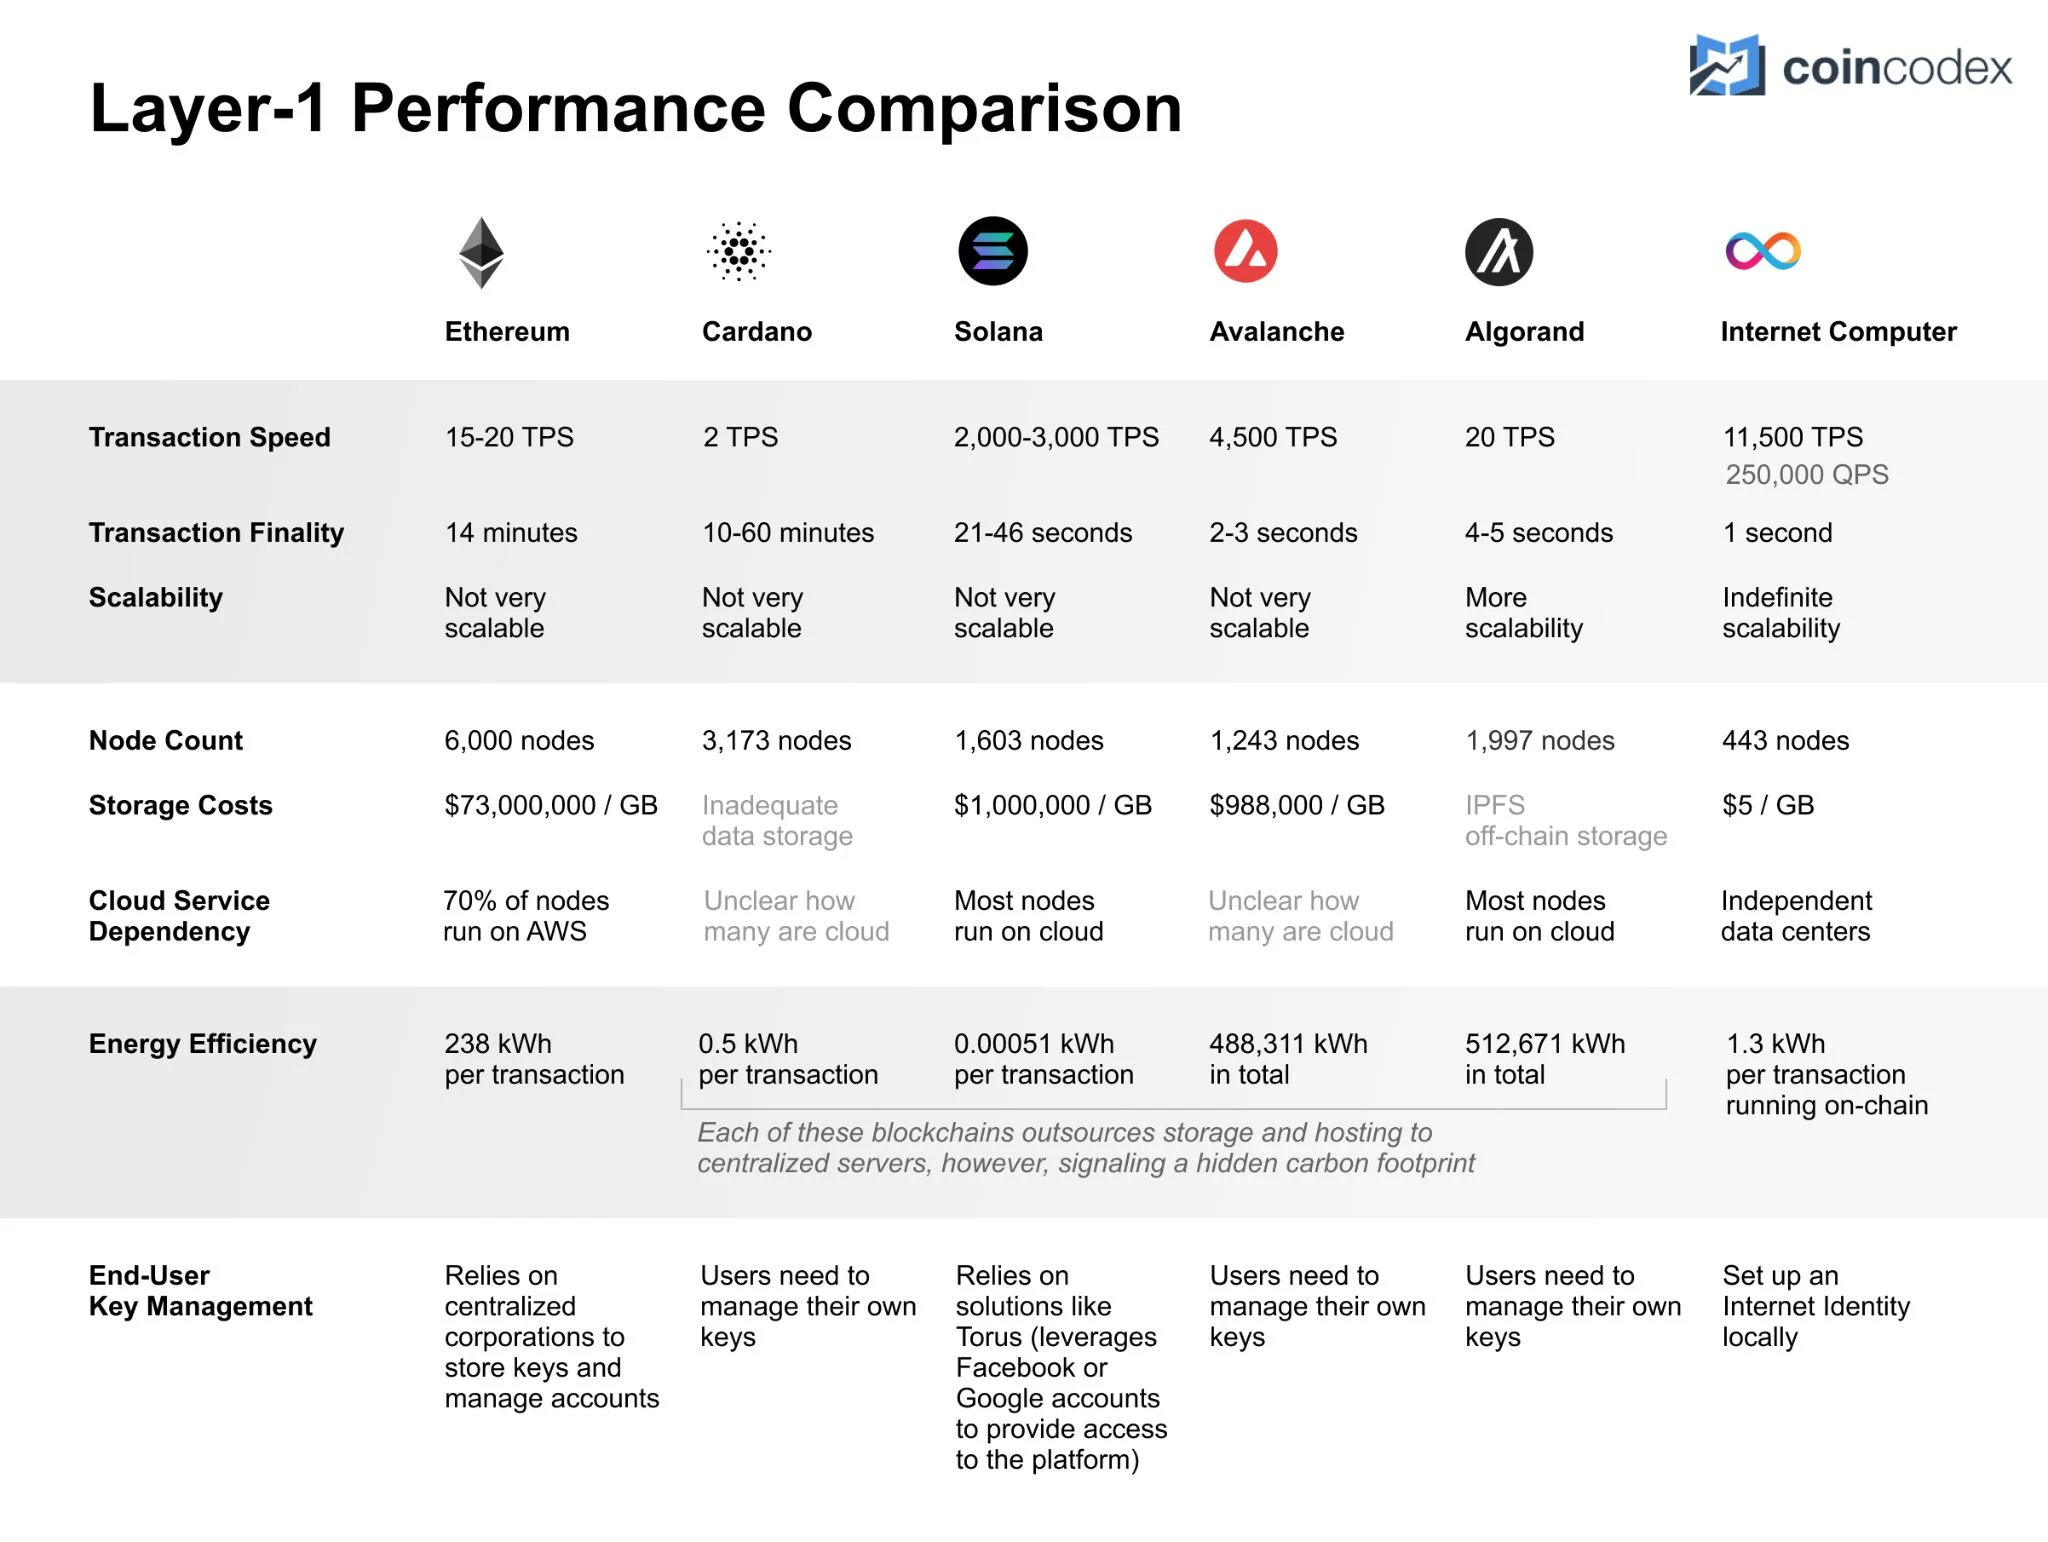 coincodex
Layer-1 Performance Comparison
Ethereum Cardano Solana Avalanche Algorand Internet Computer
Transaction Speed 15-20 TPS 2 TPS 2,000-3,000 TPS 4,500 TPS 20 TPS 11,500 TPS
250,000 QPS
Transaction Finality 14 minutes 10-60 minutes 21-46 seconds 2-3 seconds 4-5 seconds 1 second
Scalability Not very Not very Not very Not very More Indefinite
scalable scalable scalable scalable scalability scalability
Node Count 6,000 nodes 3,173 nodes 1,603 nodes 1,243 nodes 1,997 nodes 443 nodes
Storage Costs $73,000,000 / GB Inadequate $1,000,000 / GB $988,000 / GB IPFS $5 / GB
data storage off-chain storage
Cloud Service 70% of nodes Unclear how Most nodes Unclear how Most nodes Independent
Dependency run on AWS many are cloud run on cloud many are cloud run on cloud data centers
Energy Efficiency 238 kWh 0.5 kWh 0.00051 kWh 488,311 kWh 512,671 kWh 1.3 kWh
per transaction per transaction per transaction in total in total per transaction
running on-chain
Each of these blockchains outsources storage and hosting to
centralized servers, however, signaling a hidden carbon footprint
End-User Relies on Users need to Relies on Users need to Users need to Set up an
Key Management centralized manage their own solutions like manage their own manage their own Internet Identity
corporations to keys Torus (leverages keys keys locally
store keys and Facebook or
manage accounts Google accounts
to provide access
to the platform)